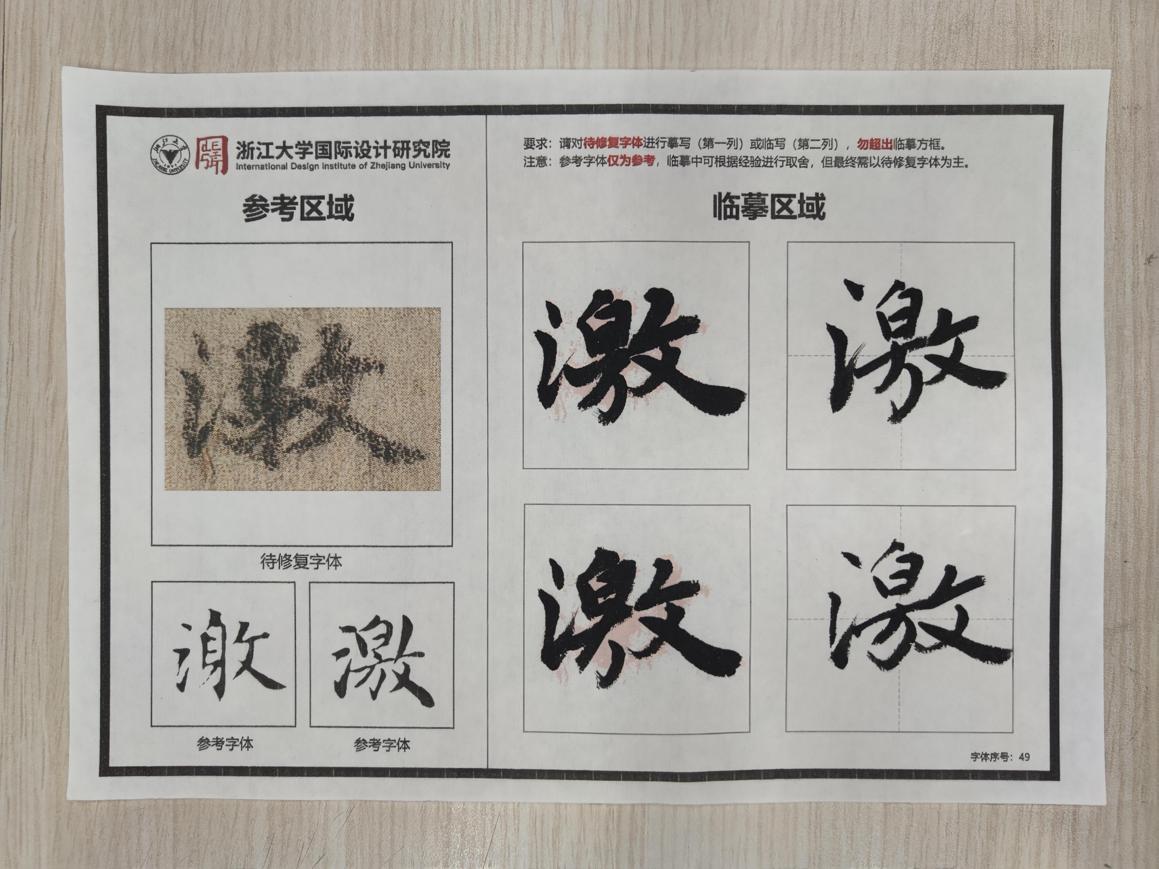 浙江大学国际设计研究院
International Design Institute of Zhejiang University
参考区域
激
待修复字体
激
激
参考字体
参考字体
要求：请对待修复字体进行摹写（第一列）或临写（第二列），勿超出临摹方框。
注意：参考字体仅为参考，临摹中可根据经验进行取舍，但最终需以待修复字体为主。
临摹区域
激
激
激
激
字体序号：49